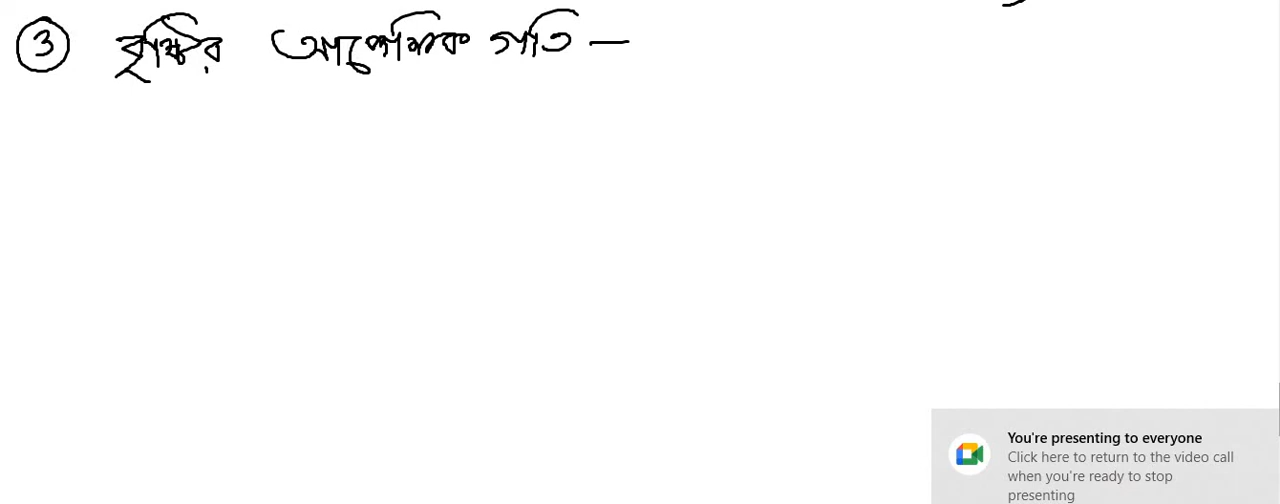 ③ বৃষ্টির আপেক্ষিক গতি —
You're presenting to everyone
Click here to return to the video call
when you're ready to stop
presenting